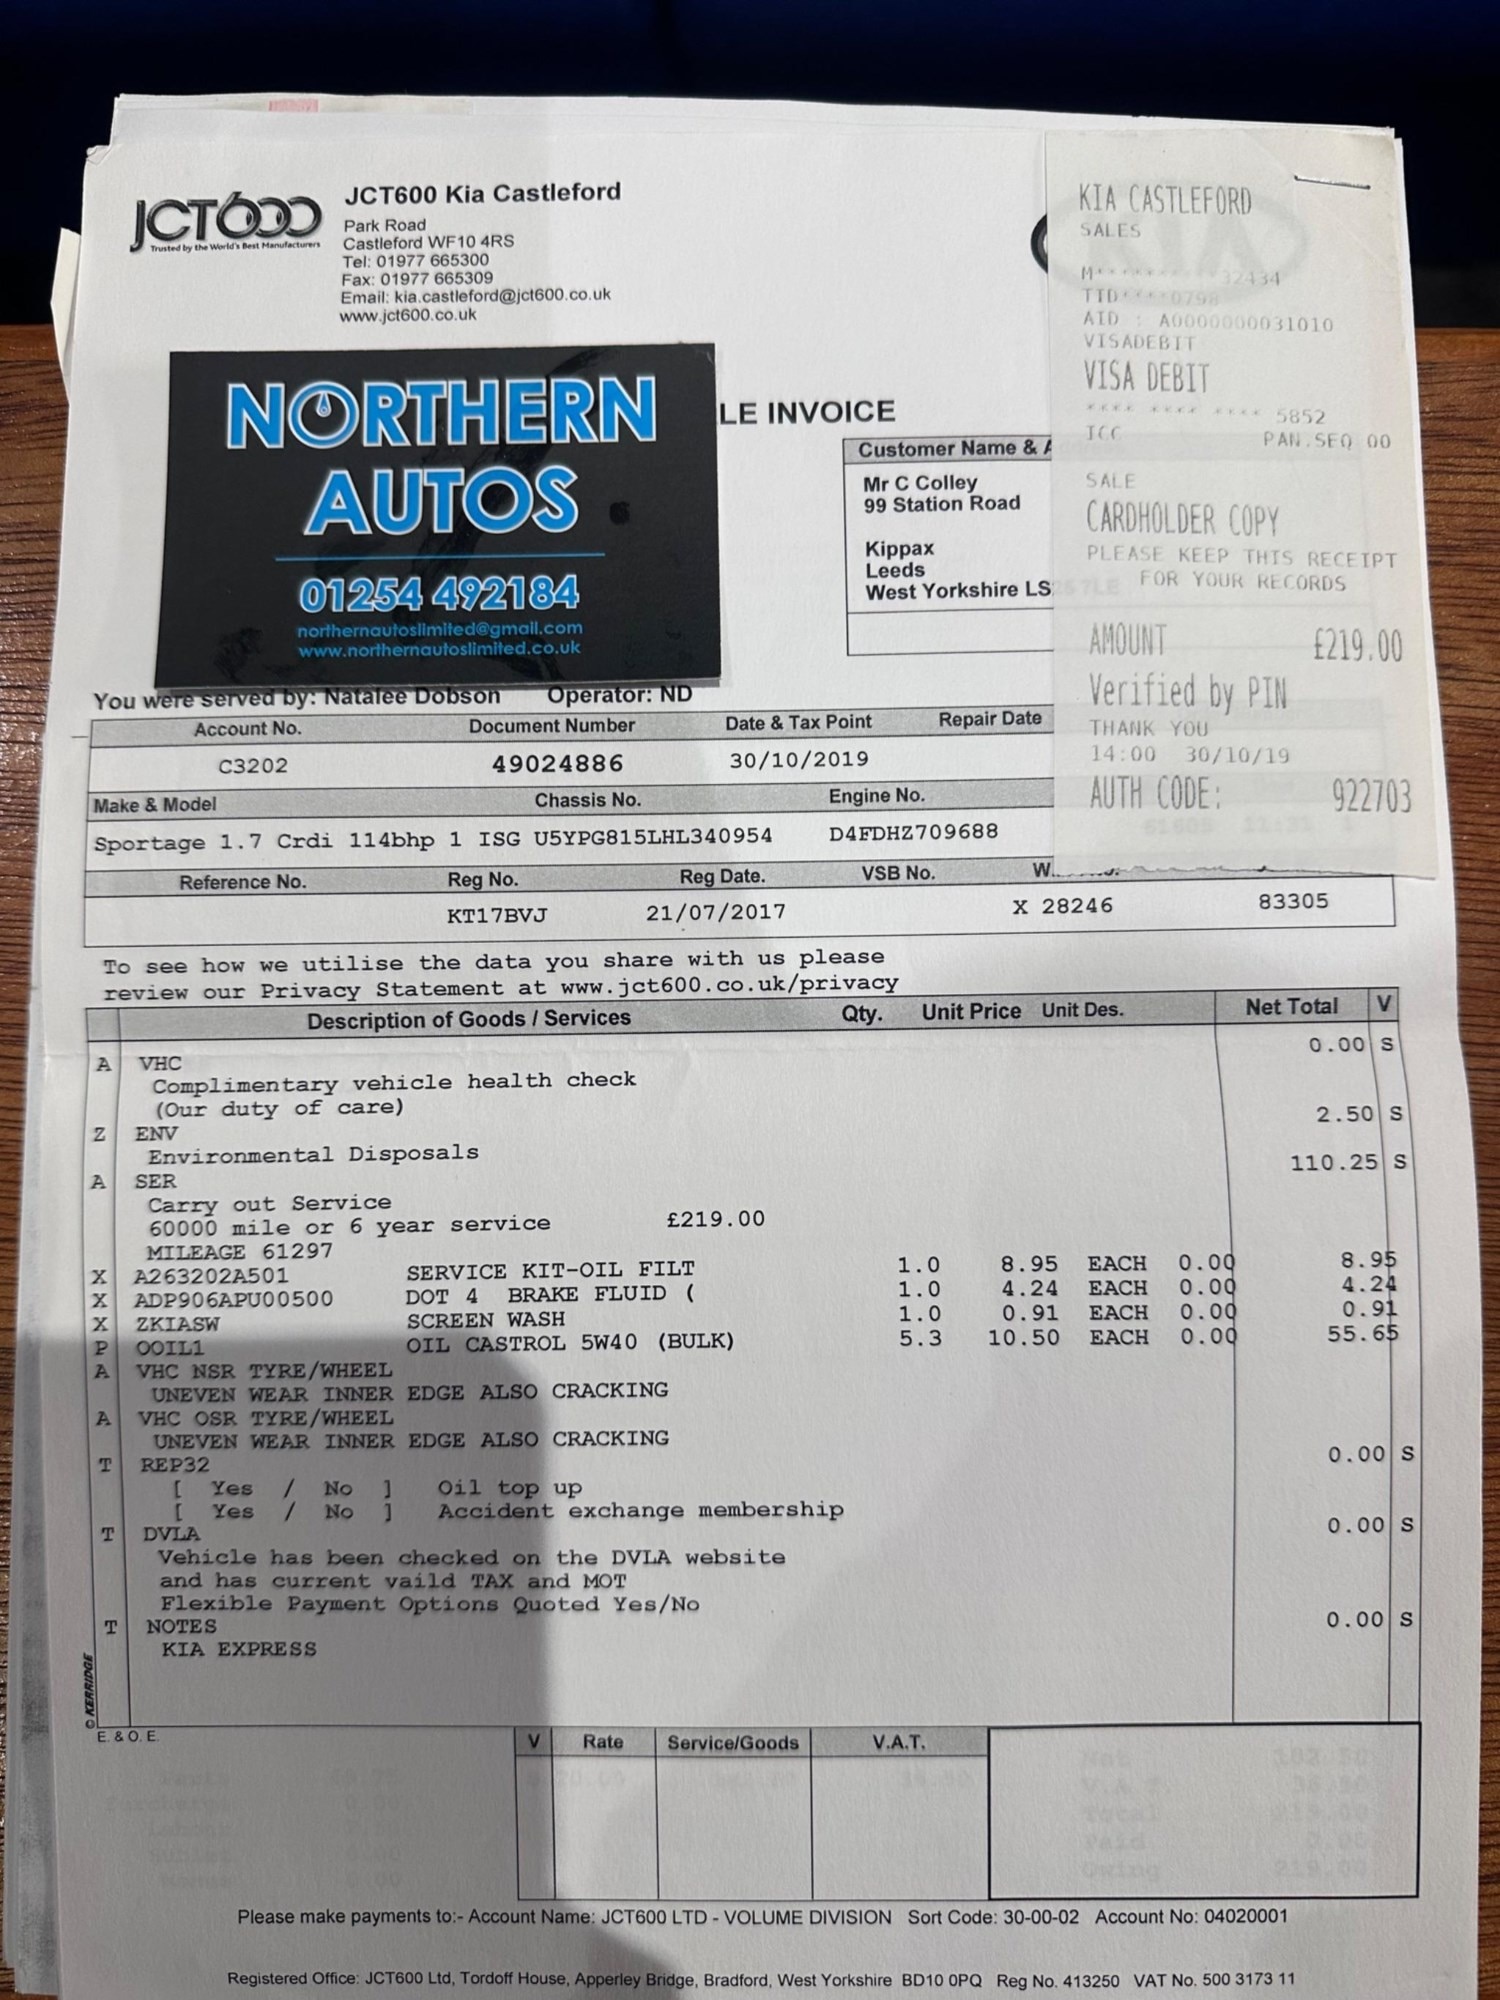 JCT600
Trusted by the World's Best Manufacturers
JCT600 Kia Castleford
Park Road
Castleford WF10 4RS
Tel: 01977 665300
Fax: 01977 665309
Email: kia.castleford@jct600.co.uk
www.jct600.co.uk
NORTHERN
AUTOS
01254 492184
northernautoslimited@gmail.com
www.northernautoslimited.co.uk
LE INVOICE
Customer Name & A
Mr C Colley
99 Station Road
Kippax
Leeds
West Yorkshire LS
KIA CASTLEFORD
SALES
M***********32434
TID****0798
AID : A0000000031010
VISADEBIT
VISA DEBIT
**** **** **** 5852
ICC PAN.SEQ 00
SALE
CARDHOLDER COPY
PLEASE KEEP THIS RECEIPT
FOR YOUR RECORDS
AMOUNT £219.00
Verified by PIN
THANK YOU
14:00 30/10/19
AUTH CODE: 922703
You were served by: Natalee Dobson Operator: ND
Account No. Document Number Date & Tax Point Repair Date
C3202 49024886 30/10/2019
Make & Model Chassis No. Engine No.
Sportage 1.7 Crdi 114bhp 1 ISG U5YPG815LHL340954 D4FDHZ709688
Reference No. Reg No. Reg Date. VSB No.
KT17BVJ 21/07/2017 X 28246 83305
To see how we utilise the data you share with us please
review our Privacy Statement at www.jct600.co.uk/privacy
Description of Goods / Services Qty. Unit Price Unit Des. Net Total V
A VHC 0.00 S
Complimentary vehicle health check
(Our duty of care)
Z ENV 2.50 S
Environmental Disposals
A SER 110.25 S
Carry out Service
60000 mile or 6 year service £219.00
MILEAGE 61297
X A263202A501 SERVICE KIT-OIL FILT 1.0 8.95 EACH 0.00 8.95
X ADP906APU00500 DOT 4 BRAKE FLUID ( 1.0 4.24 EACH 0.00 4.24
X ZKIASW SCREEN WASH 1.0 0.91 EACH 0.00 0.91
P OOIL1 OIL CASTROL 5W40 (BULK) 5.3 10.50 EACH 0.00 55.65
A VHC NSR TYRE/WHEEL
UNEVEN WEAR INNER EDGE ALSO CRACKING
A VHC OSR TYRE/WHEEL
UNEVEN WEAR INNER EDGE ALSO CRACKING
T REP32 0.00 S
[ Yes / No ] Oil top up
[ Yes / No ] Accident exchange membership
T DVLA 0.00 S
Vehicle has been checked on the DVLA website
and has current vaild TAX and MOT
Flexible Payment Options Quoted Yes/No
T NOTES 0.00 S
KIA EXPRESS
© KERRIDGE
E. & O. E.
V Rate Service/Goods V.A.T.
Net 182.50
V.A.T. 36.50
Total 219.00
Paid 0.00
Owing 219.00
Please make payments to:- Account Name: JCT600 LTD - VOLUME DIVISION Sort Code: 30-00-02 Account No: 04020001
Registered Office: JCT600 Ltd, Tordoff House, Apperley Bridge, Bradford, West Yorkshire BD10 0PQ Reg No. 413250 VAT No. 500 3173 11